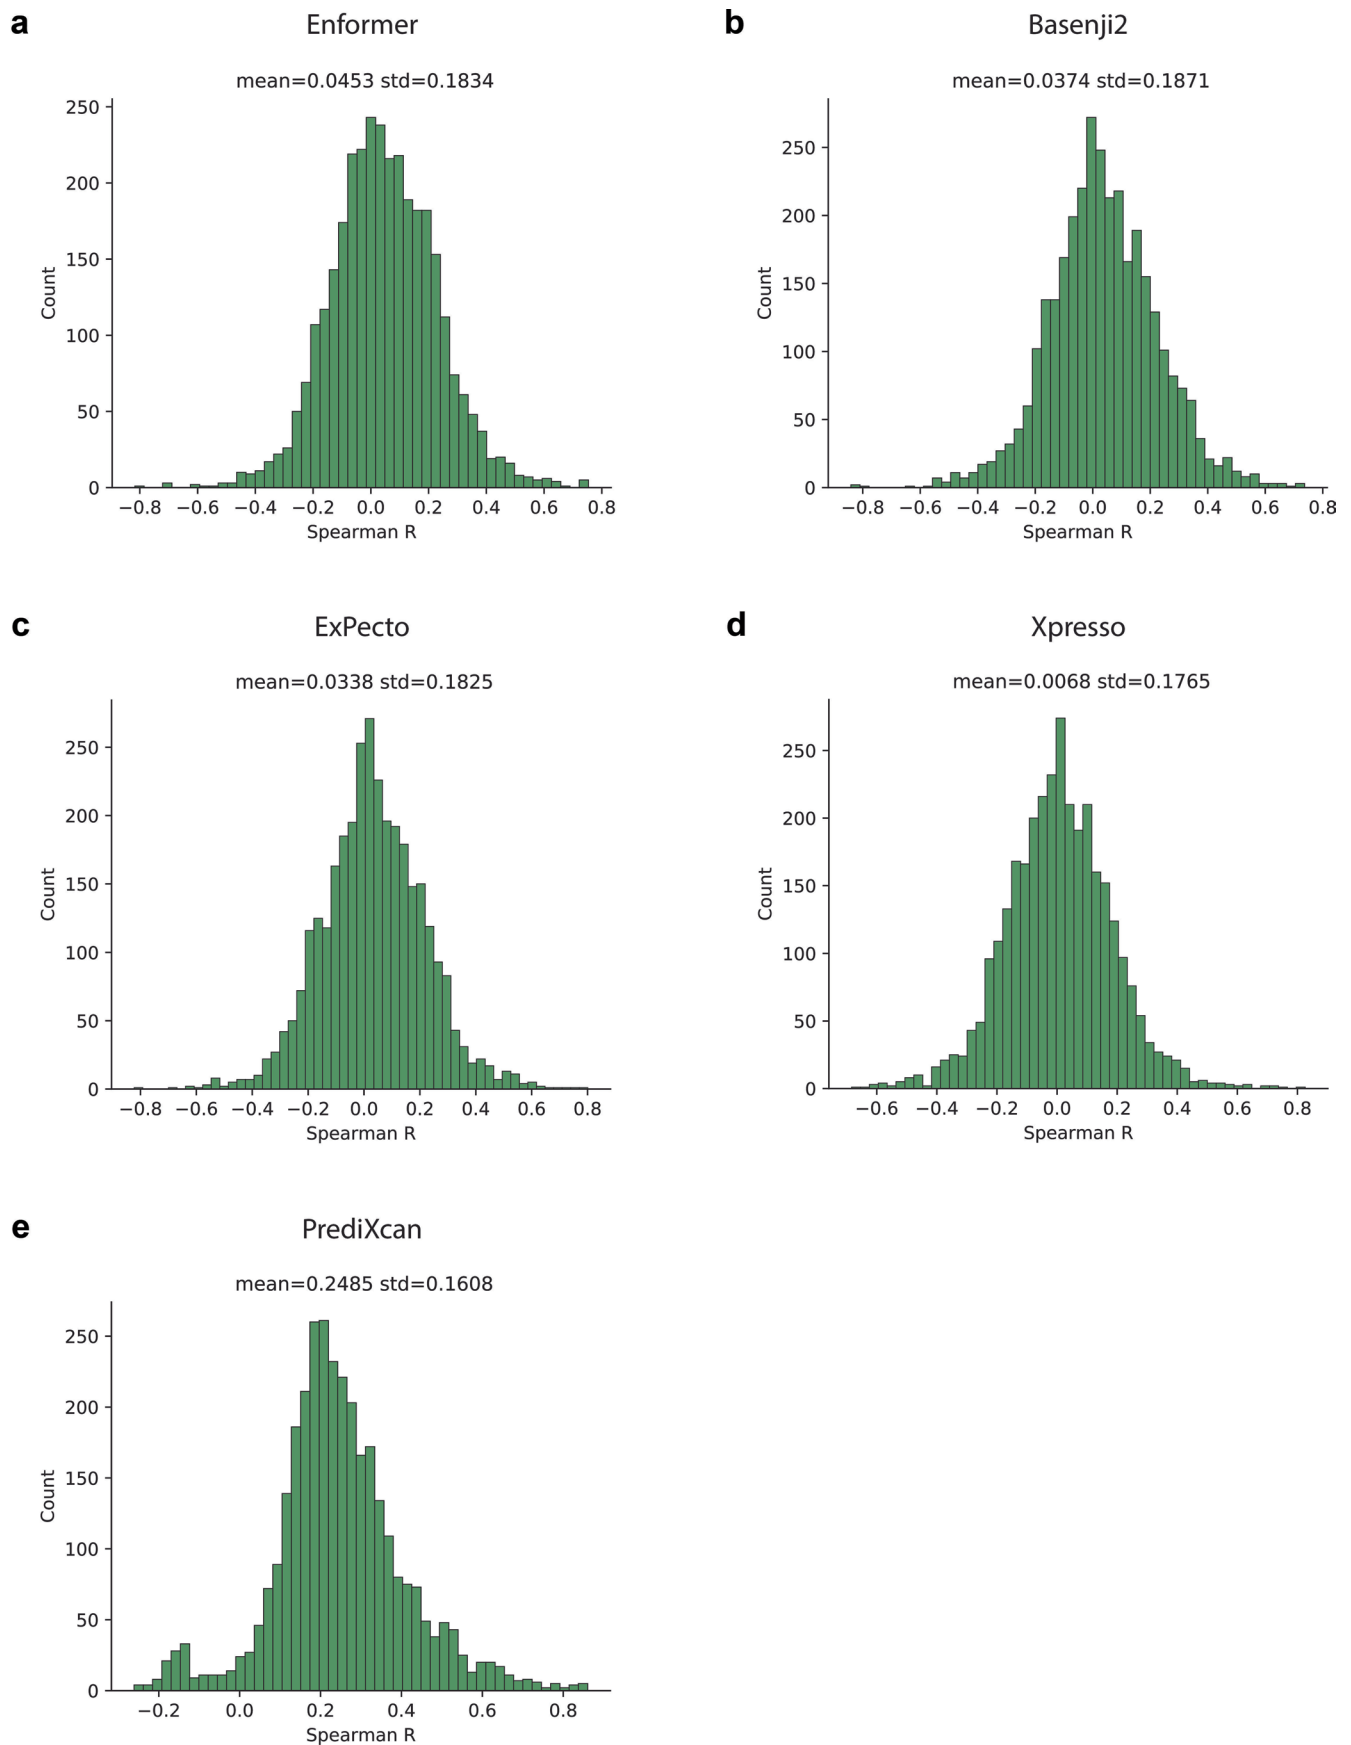 a
Enformer
mean=0.0453 std=0.1834
250
200
150
100
50
0
Count
−0.8 −0.6 −0.4 −0.2 0.0 0.2 0.4 0.6 0.8
Spearman R
b
Basenji2
mean=0.0374 std=0.1871
250
200
150
100
50
0
Count
−0.8 −0.6 −0.4 −0.2 0.0 0.2 0.4 0.6 0.8
Spearman R
c
ExPecto
mean=0.0338 std=0.1825
250
200
150
100
50
0
Count
−0.8 −0.6 −0.4 −0.2 0.0 0.2 0.4 0.6 0.8
Spearman R
d
Xpresso
mean=0.0068 std=0.1765
250
200
150
100
50
0
Count
−0.6 −0.4 −0.2 0.0 0.2 0.4 0.6 0.8
Spearman R
e
PrediXcan
mean=0.2485 std=0.1608
250
200
150
100
50
0
Count
−0.2 0.0 0.2 0.4 0.6 0.8
Spearman R